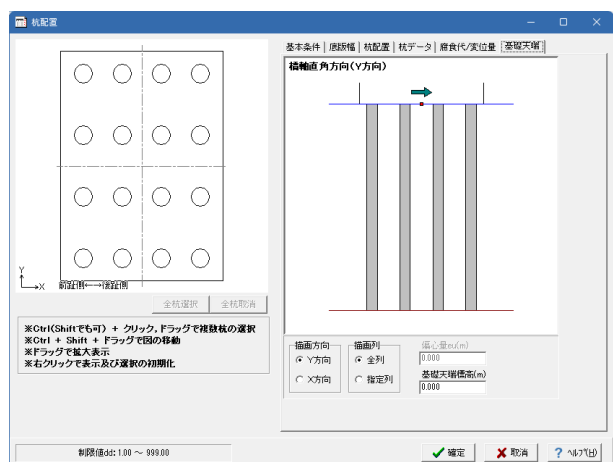 杭配置
基本条件 底版幅 杭配置 杭データ 腐食代/変位量 基礎天端
橋軸直角方向(Y方向)
Y
X
前趾側←→後趾側
全杭選択 全杭取消
※Ctrl(Shiftでも可) + クリック,ドラッグで複数杭の選択
※Ctrl + Shift + ドラッグで図の移動
※ドラッグで拡大表示
※右クリックで表示及び選択の初期化
描画方向 描画列 偏心量eu(m)
Y方向 全列 0.000
基礎天端標高(m)
X方向 指定列 0.000
制限値dd: 1.00 ～ 999.00
確定 取消 ヘルプ(H)